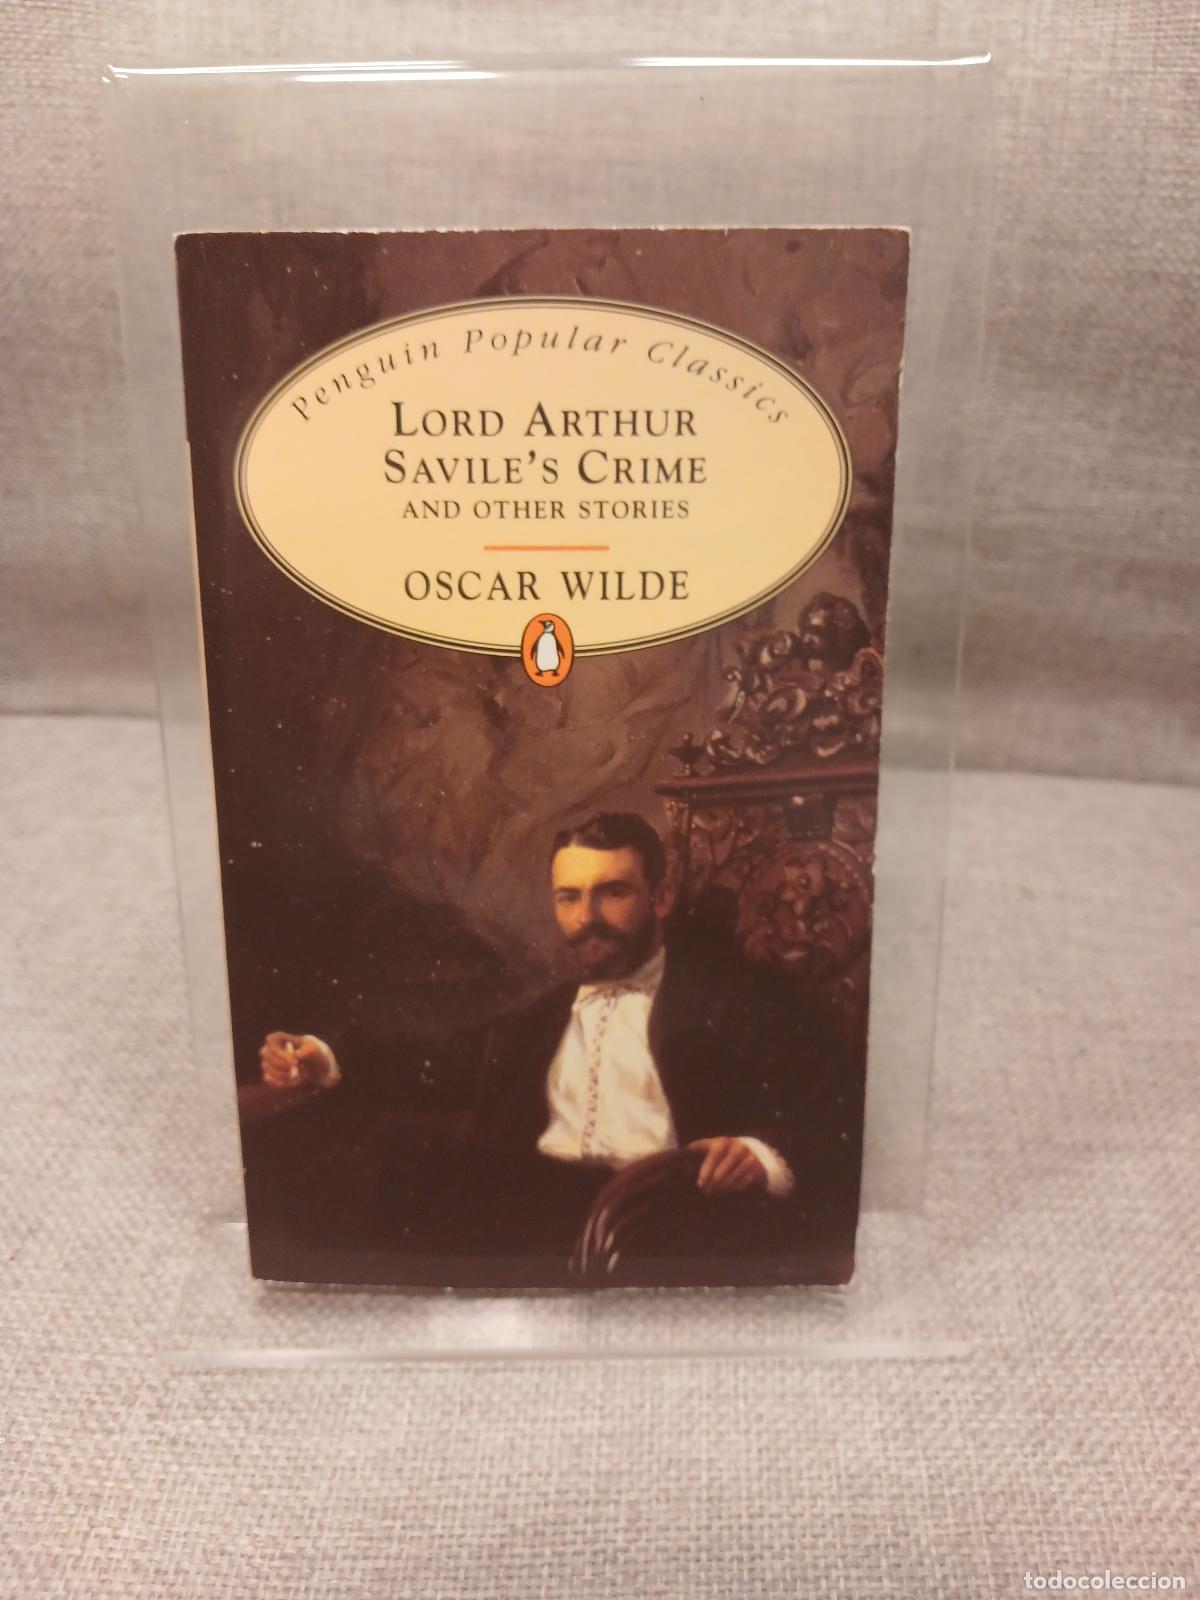 Penguin Popular Classics
LORD ARTHUR
SAVILE'S CRIME
AND OTHER STORIES
OSCAR WILDE
todocoleccion